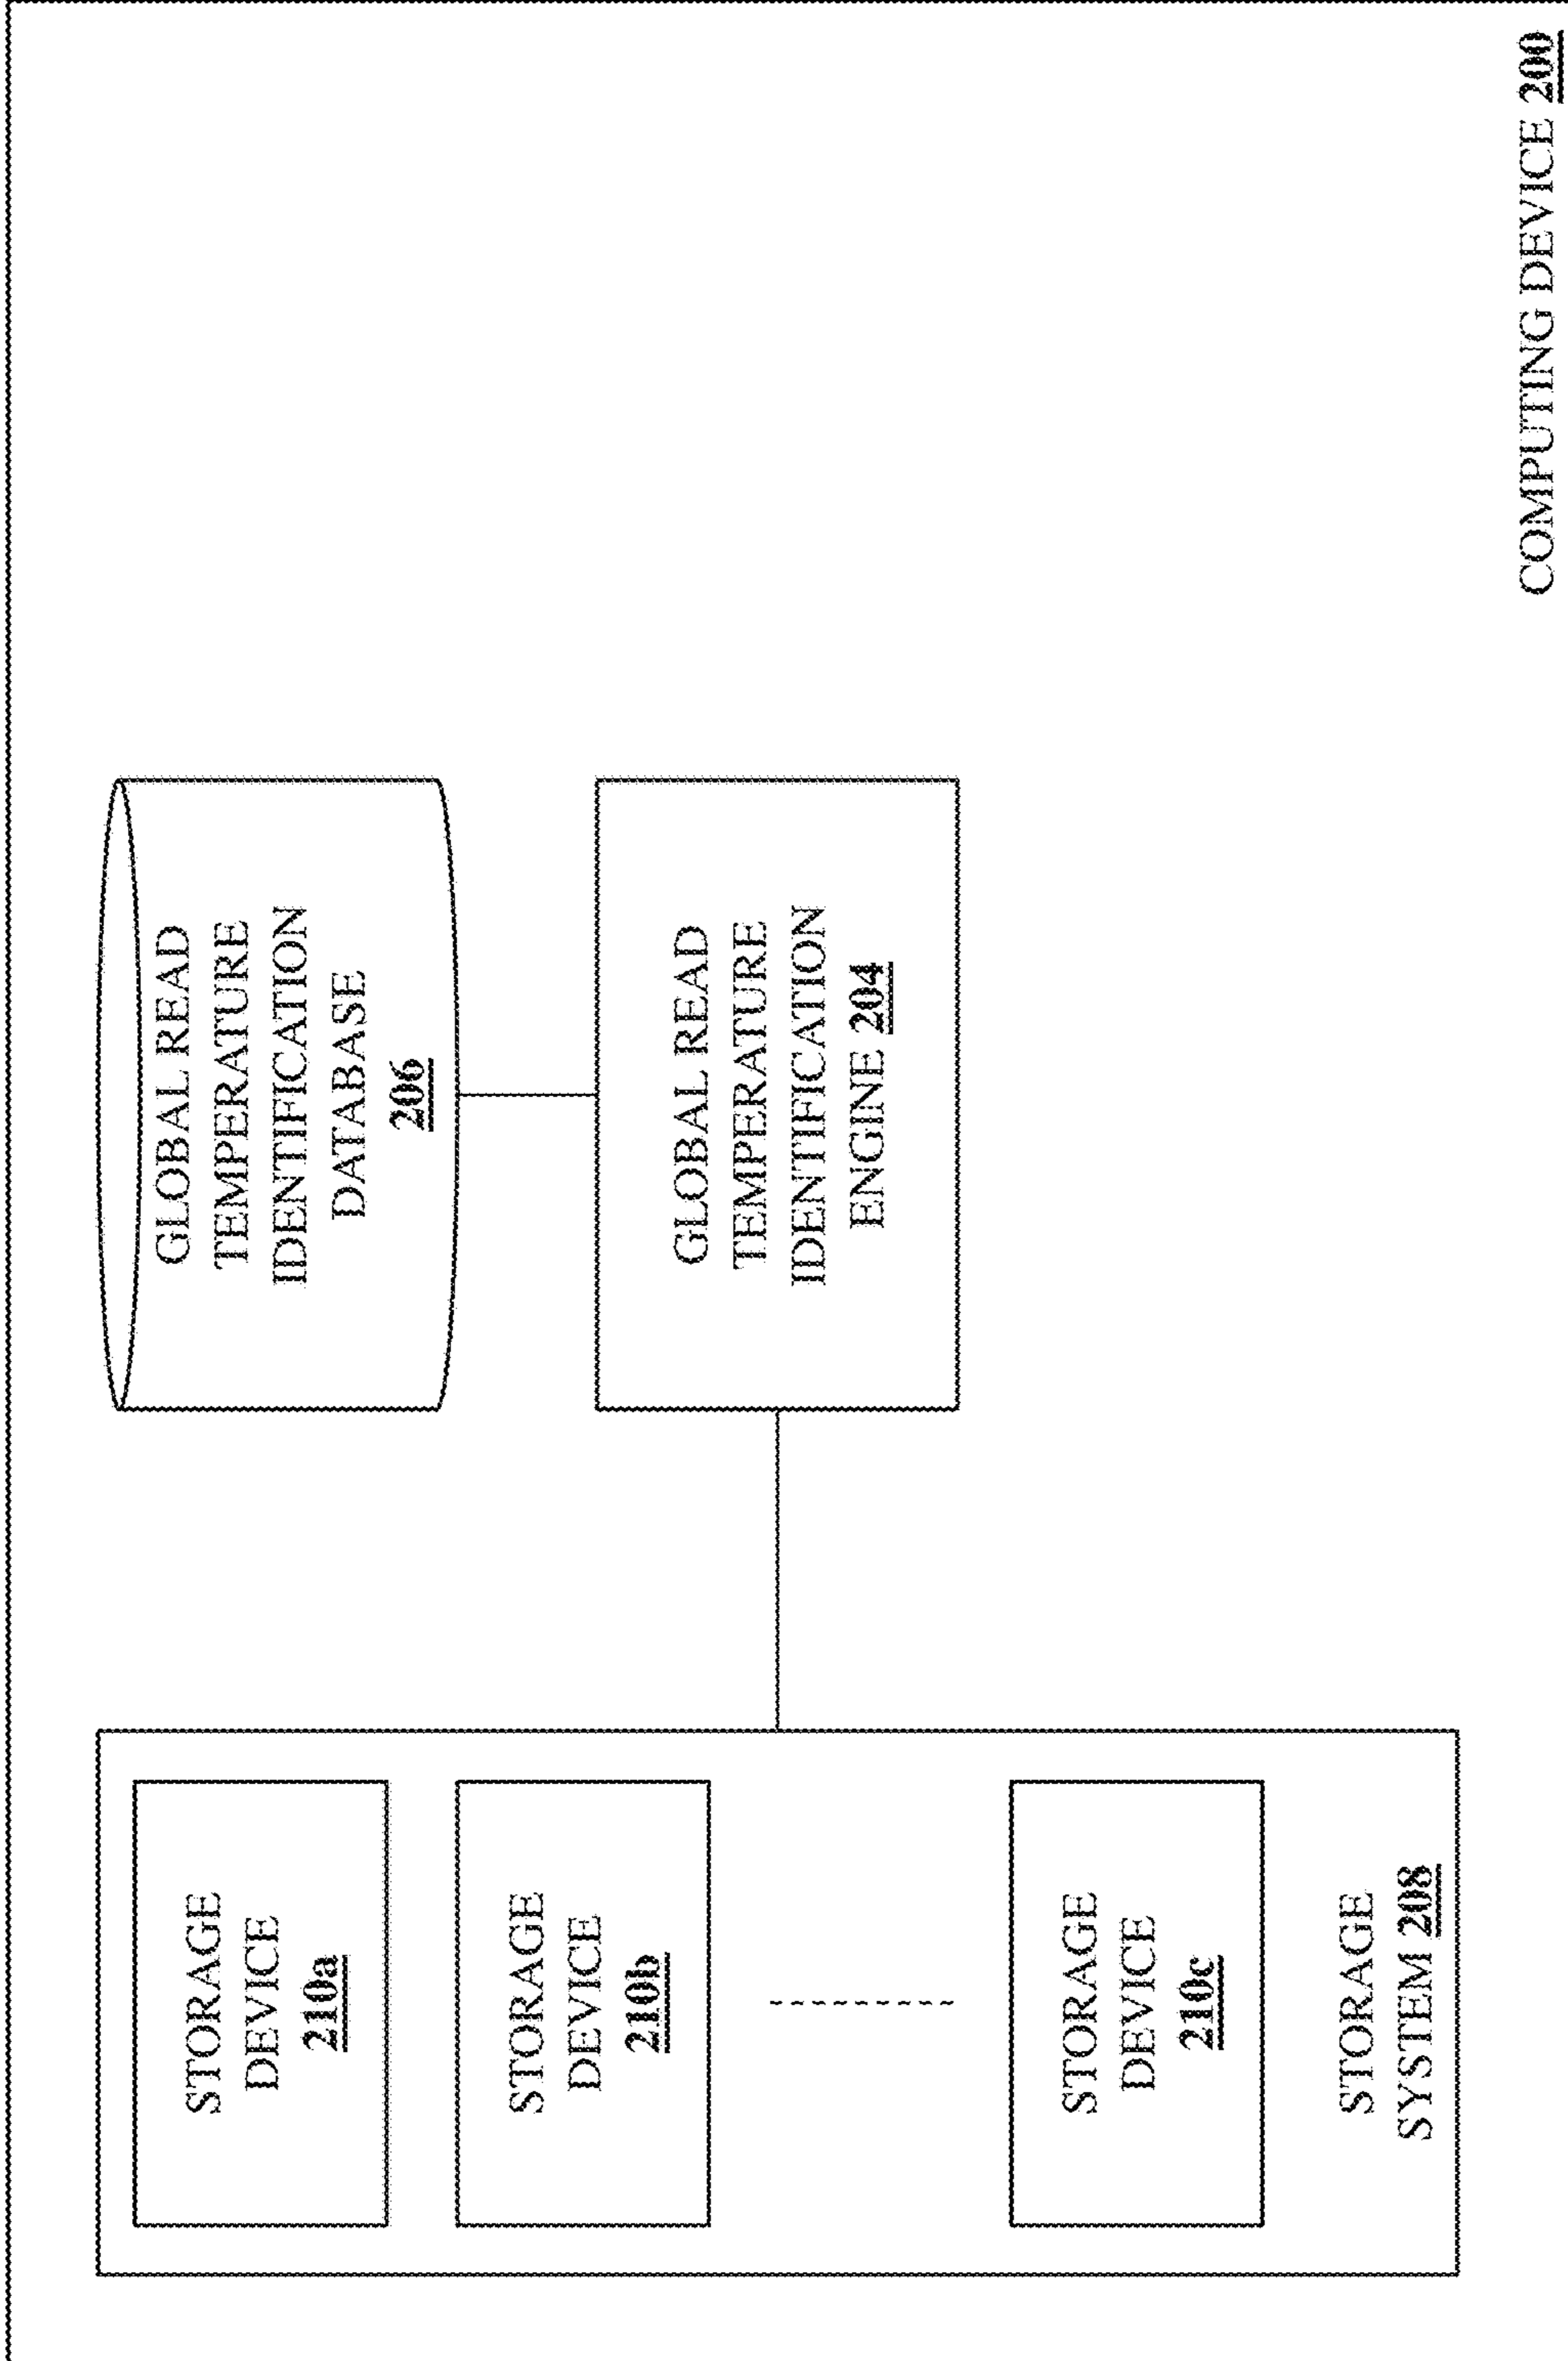 GLOBAL READ
TEMPERATURE
IDENTIFICATION
DATABASE
206
GLOBAL READ
TEMPERATURE
IDENTIFICATION
ENGINE 204
STORAGE
DEVICE
210a
STORAGE
DEVICE
210b
STORAGE
DEVICE
210c
STORAGE
SYSTEM 208
COMPUTING DEVICE 200